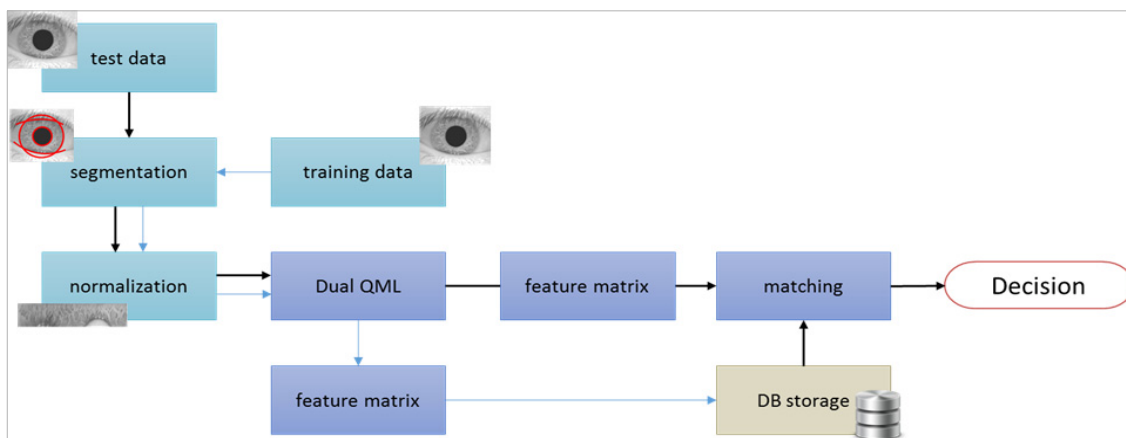 test data
segmentation
training data
normalization
Dual QML
feature matrix
matching
Decision
feature matrix
DB storage